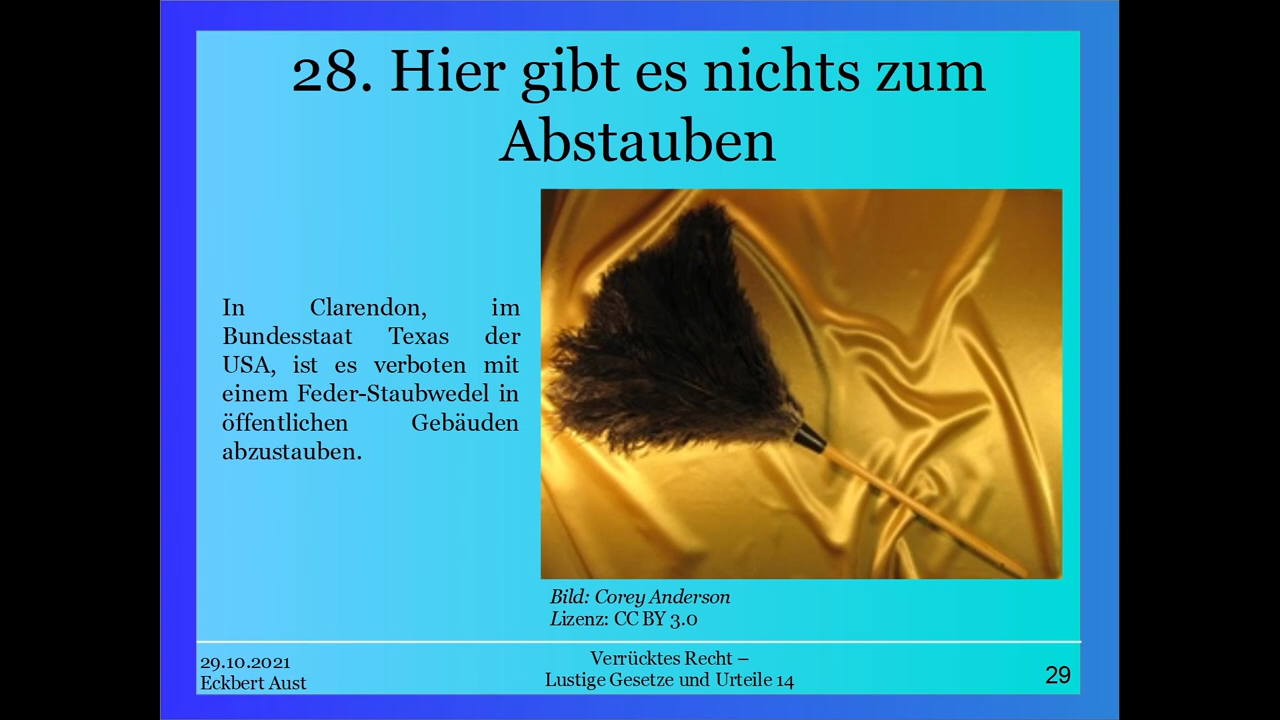 28. Hier gibt es nichts zum
Abstauben
In Clarendon, im
Bundesstaat Texas der
USA, ist es verboten mit
einem Feder-Staubwedel in
öffentlichen Gebäuden
abzustauben.
Bild: Corey Anderson
Lizenz: CC BY 3.0
29.10.2021
Eckbert Aust
Verrücktes Recht –
Lustige Gesetze und Urteile 14
29